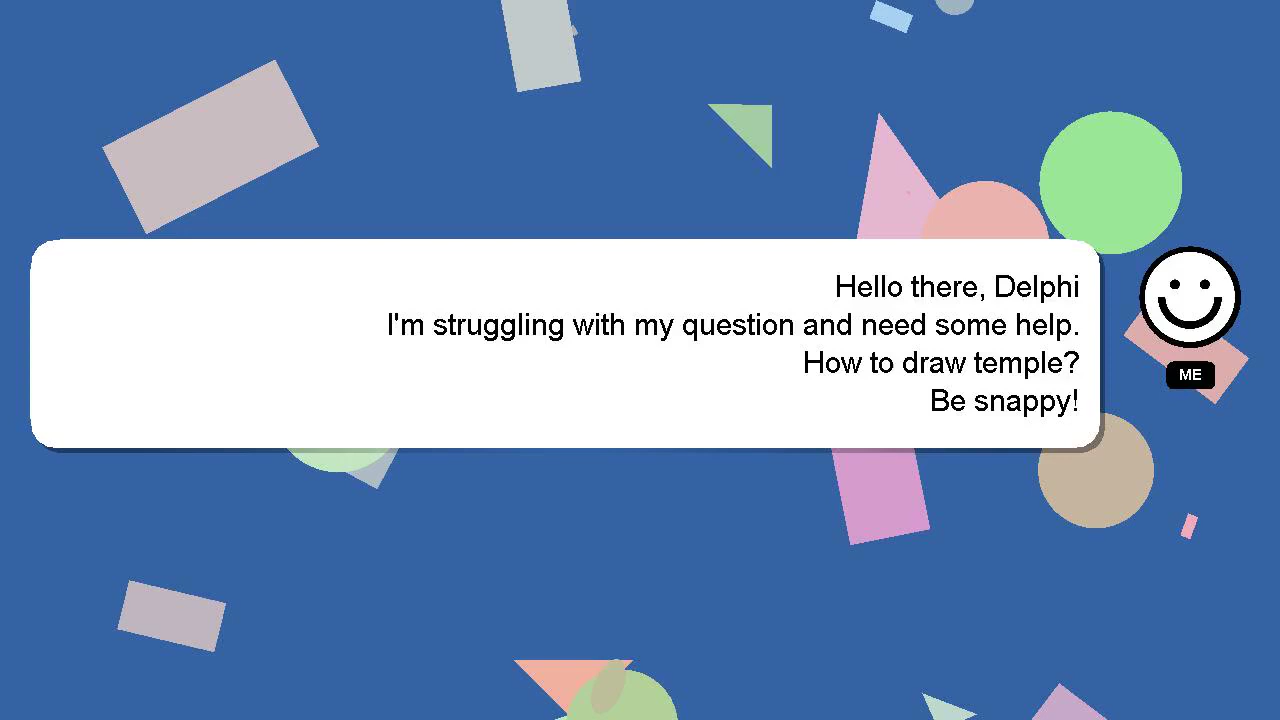 Hello there, Delphi
I'm struggling with my question and need some help.
How to draw temple?
Be snappy!
ME